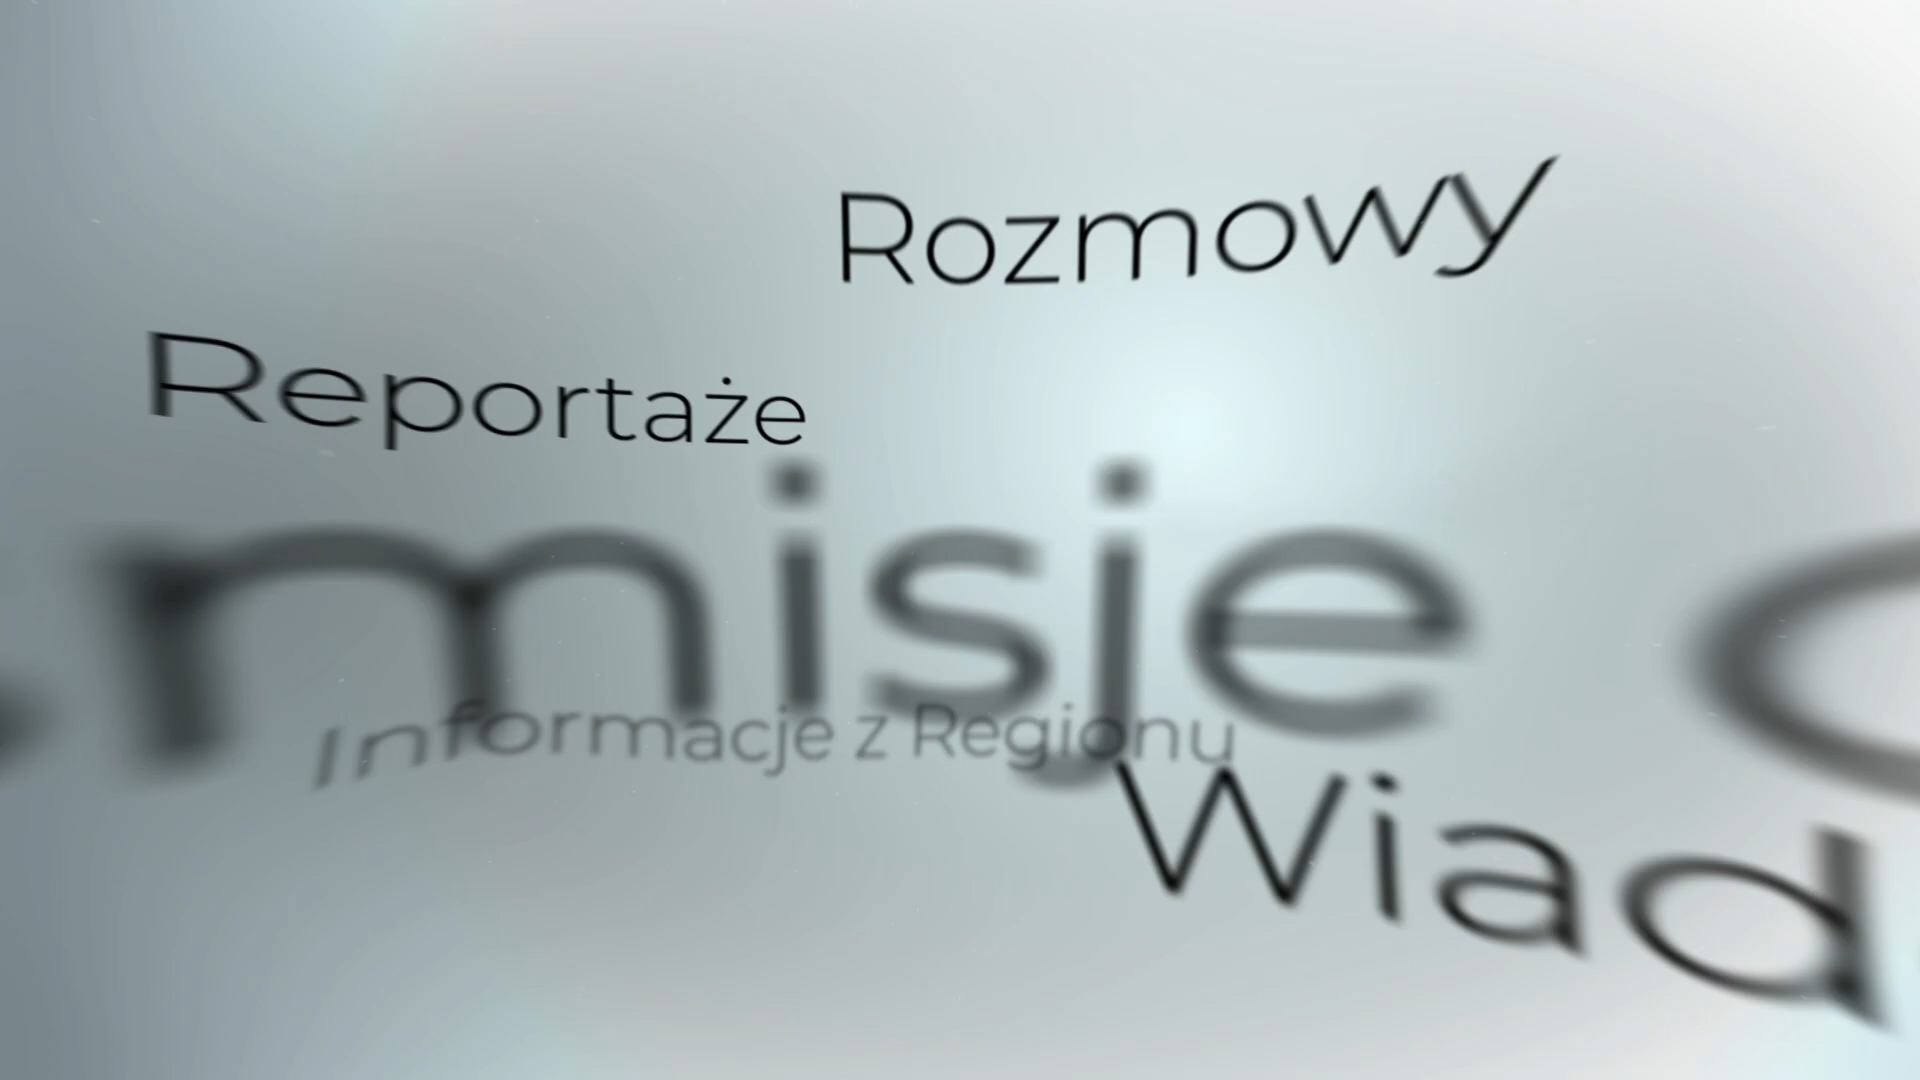 Rozmowy
Reportaże
misje
Informacje z Regionu
Wiad